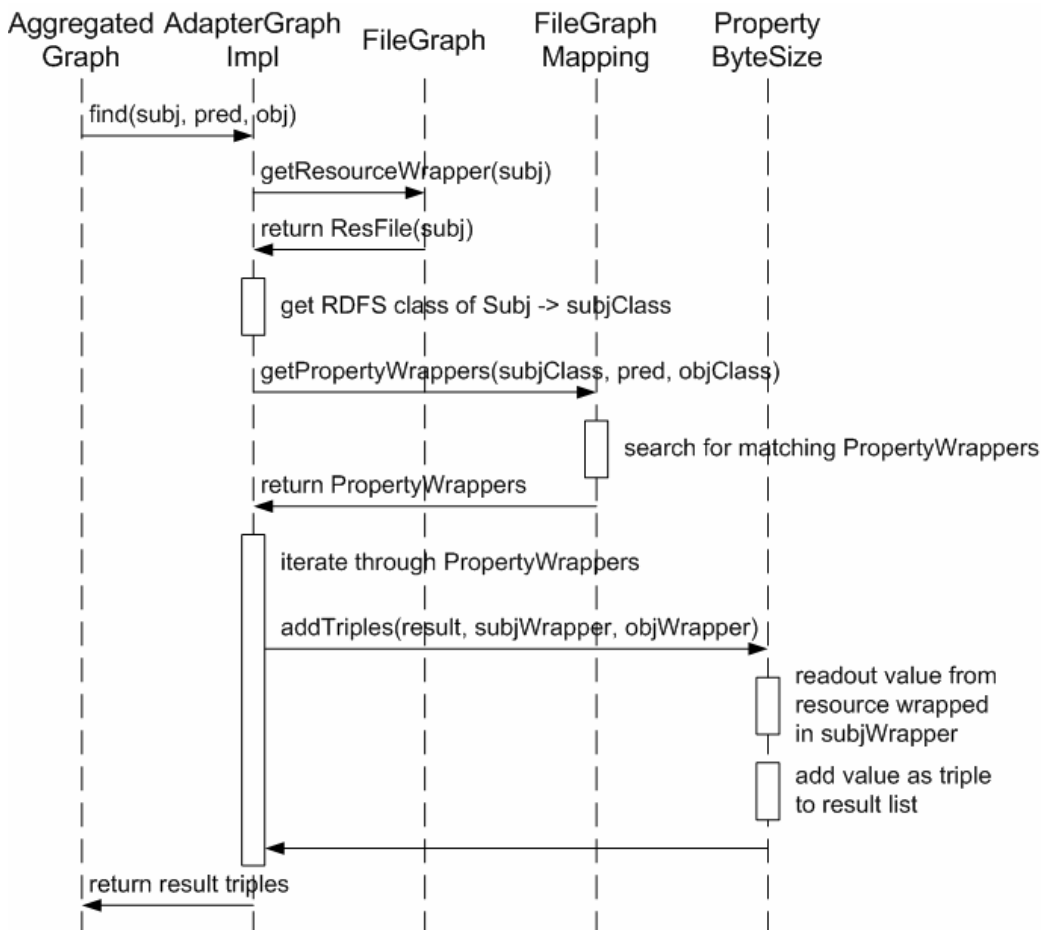 Aggregated Graph
AdapterGraph Impl
FileGraph
FileGraph Mapping
Property ByteSize
find(subj, pred, obj)
getResourceWrapper(subj)
return ResFile(subj)
get RDFS class of Subj -> subjClass
getPropertyWrappers(subjClass, pred, objClass)
search for matching PropertyWrappers
return PropertyWrappers
iterate through PropertyWrappers
addTriples(result, subjWrapper, objWrapper)
readout value from
resource wrapped
in subjWrapper
add value as triple
to result list
return result triples